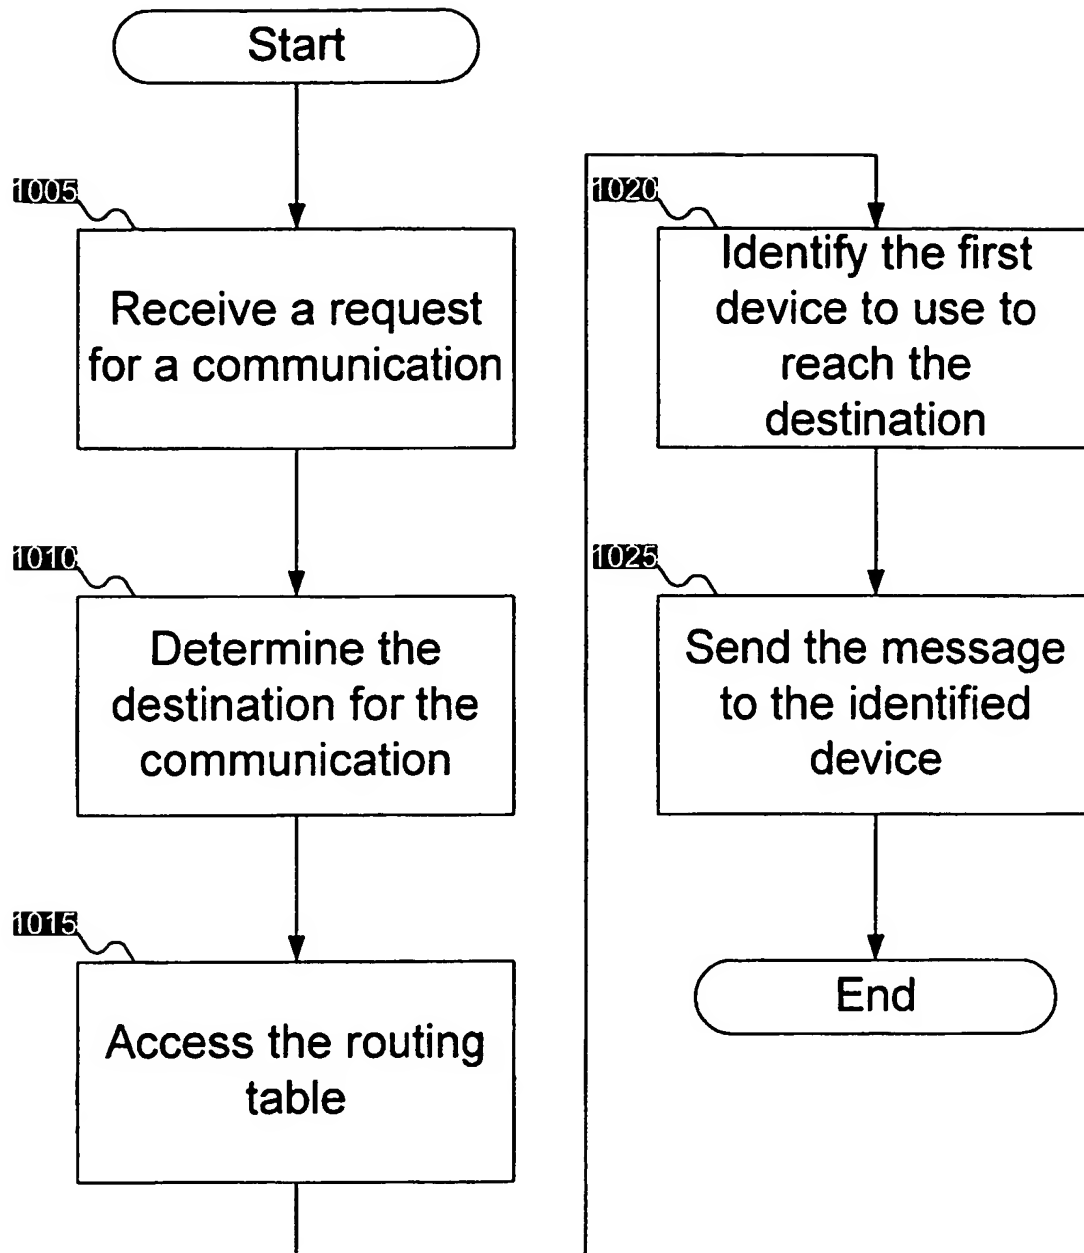 Start
1005
Receive a request
for a communication
1010
Determine the
destination for the
communication
1015
Access the routing
table
1020
Identify the first
device to use to
reach the
destination
1025
Send the message
to the identified
device
End